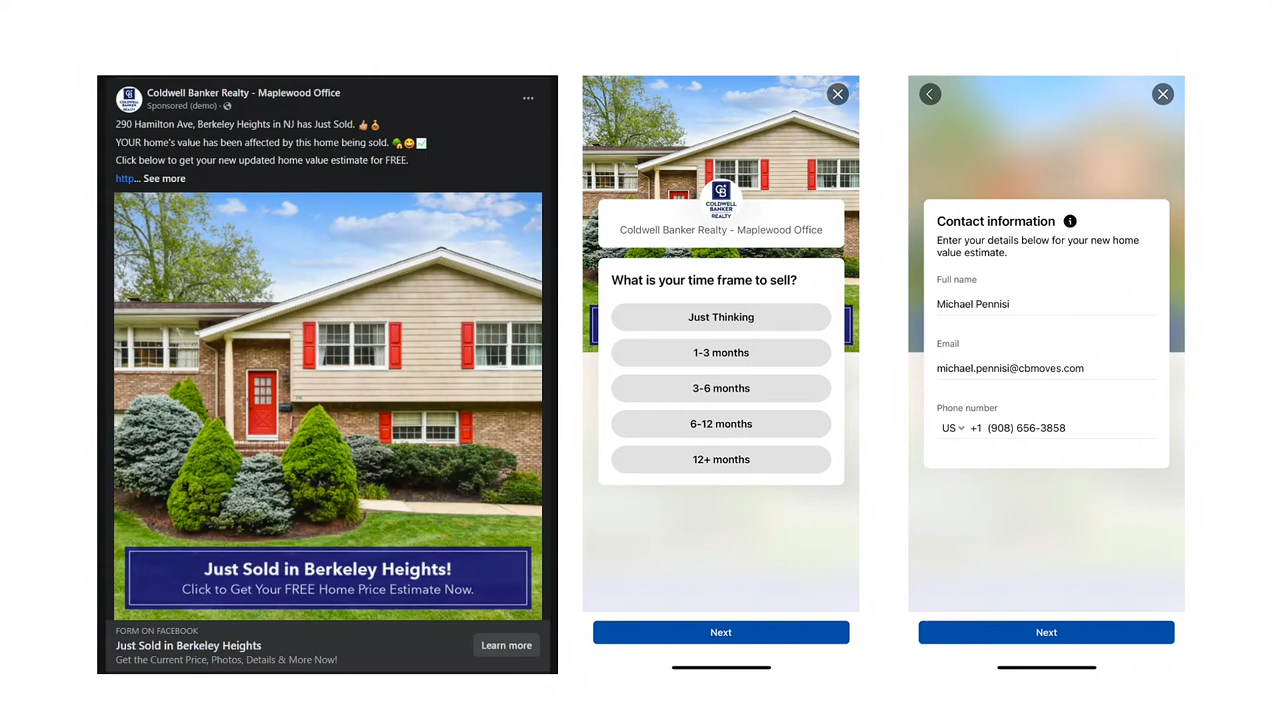 Coldwell Banker Realty - Maplewood Office
Sponsored (demo) ·
290 Hamilton Ave, Berkeley Heights in NJ has Just Sold. 👍🏼💰
YOUR home's value has been affected by this home being sold. 🏡😀📈
Click below to get your new updated home value estimate for FREE.
http... See more
Just Sold in Berkeley Heights!
Click to Get Your FREE Home Price Estimate Now.
FORM ON FACEBOOK
Just Sold in Berkeley Heights
Get the Current Price, Photos, Details & More Now!
Learn more
CB
COLDWELL
BANKER
REALTY
Coldwell Banker Realty - Maplewood Office
What is your time frame to sell?
Just Thinking
1-3 months
3-6 months
6-12 months
12+ months
Next
Contact information
Enter your details below for your new home
value estimate.
Full name
Michael Pennisi
Email
michael.pennisi@cbmoves.com
Phone number
US +1 (908) 656-3858
Next